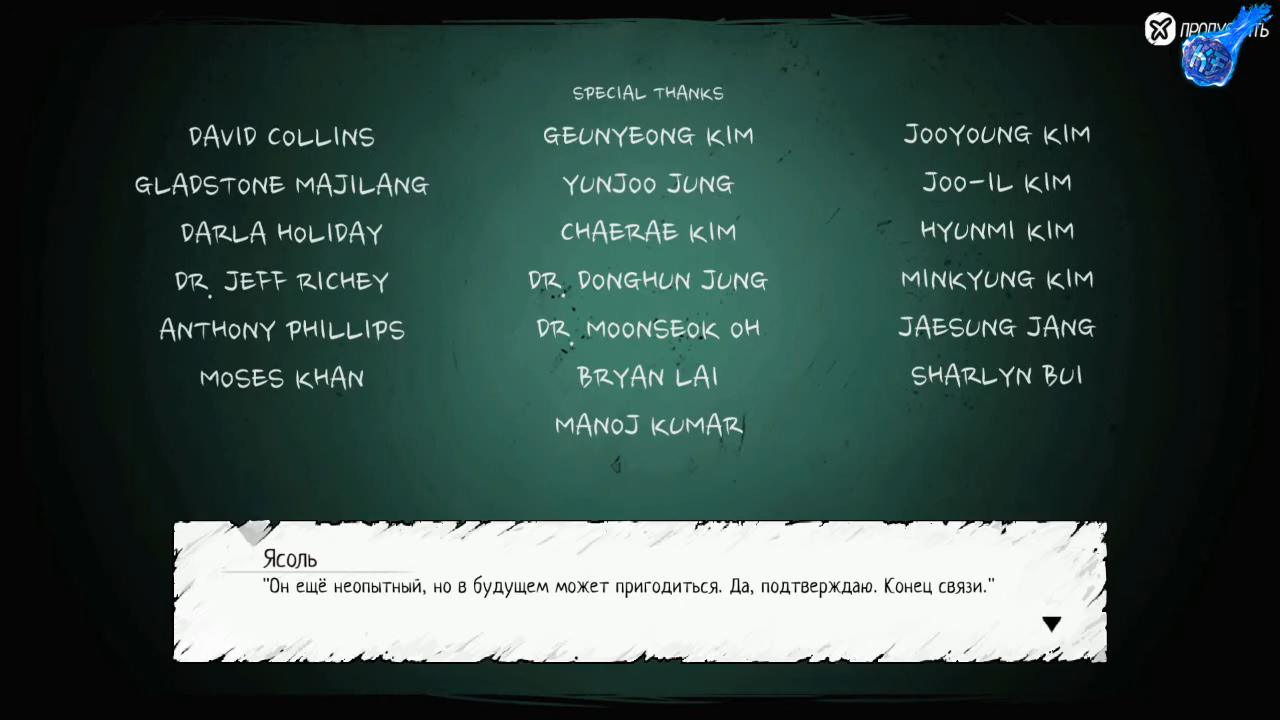 SPECIAL THANKS
DAVID COLLINS
GLADSTONE MAJILANG
DARLA HOLIDAY
DR. JEFF RICHEY
ANTHONY PHILLIPS
MOSES KHAN
GEUNYEONG KIM
YUNJOO JUNG
CHAERAE KIM
DR. DONGHUN JUNG
DR. MOONSEOK OH
BRYAN LAI
MANOJ KUMAR
JOOYOUNG KIM
JOO-IL KIM
HYUNMI KIM
MINKYUNG KIM
JAESUNG JANG
SHARLYN BUI
Ясоль
"Он ещё неопытный, но в будущем может пригодиться. Да, подтверждаю. Конец связи."